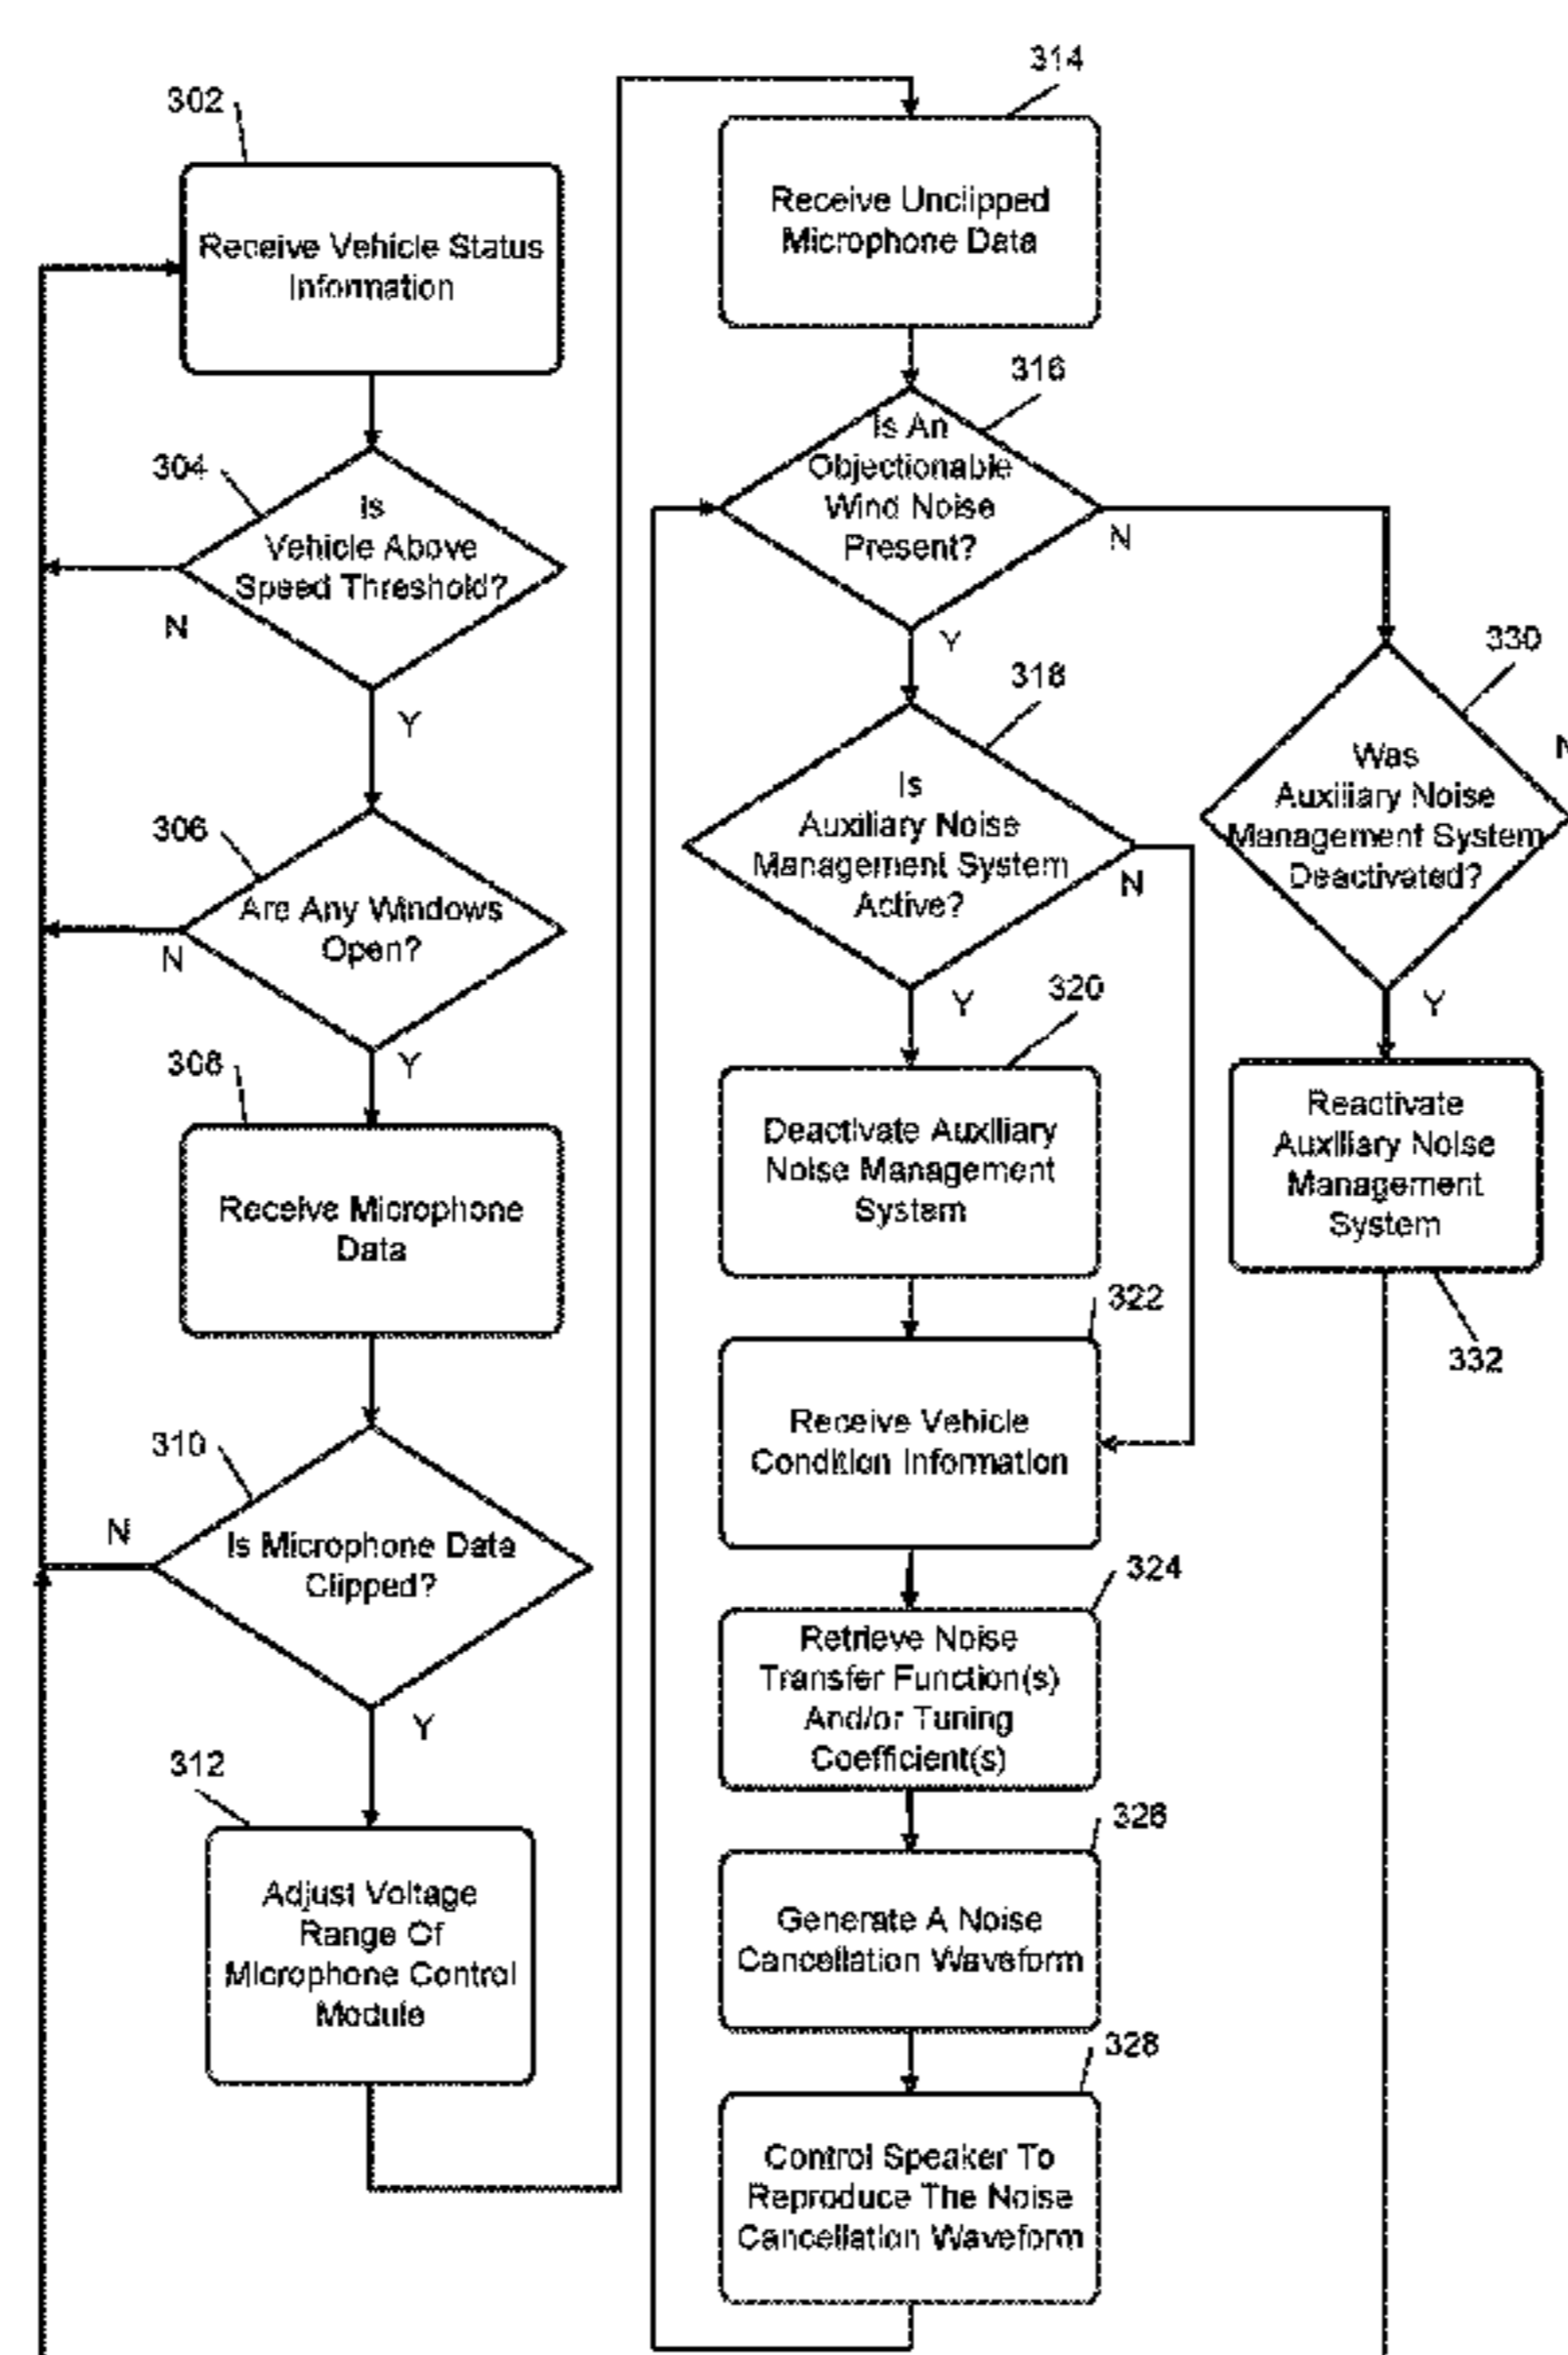 302
Receive Vehicle Status
Information
304
Is
Vehicle Above
Speed Threshold?
N
Y
306
Are Any Windows
Open?
N
Y
308
Receive Microphone
Data
310
N
Is Microphone Data
Clipped?
Y
312
Adjust Voltage
Range Of
Microphone Control
Module
314
Receive Unclipped
Microphone Data
316
Is An
Objectionable
Wind Noise
Present?
N
Y
318
Is
Auxiliary Noise
Management System
Active?
N
Y
320
Deactivate Auxiliary
Noise Management
System
322
Receive Vehicle
Condition Information
324
Retrieve Noise
Transfer Function(s)
And/or Tuning
Coefficient(s)
326
Generate A Noise
Cancellation Waveform
328
Control Speaker To
Reproduce The Noise
Cancellation Waveform
330
N
Was
Auxiliary Noise
Management System
Deactivated?
Y
Reactivate
Auxiliary Noise
Management
System
332